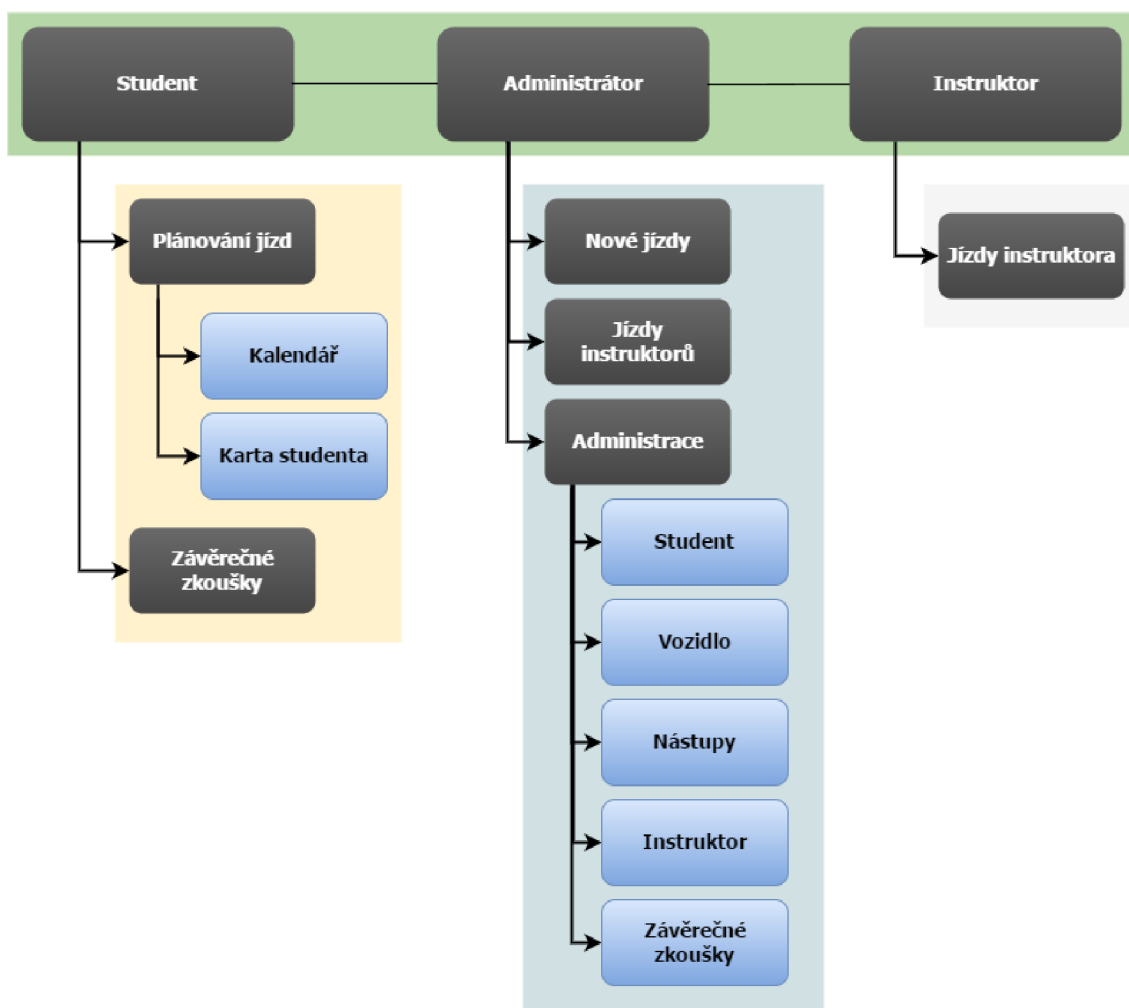 Student
Administrátor
Instruktor
Plánování jízd
Kalendář
Karta studenta
Závěrečné
zkoušky
Nové jízdy
Jízdy
instruktorů
Administrace
Student
Vozidlo
Nástupy
Instruktor
Závěrečné
zkoušky
Jízdy instruktora